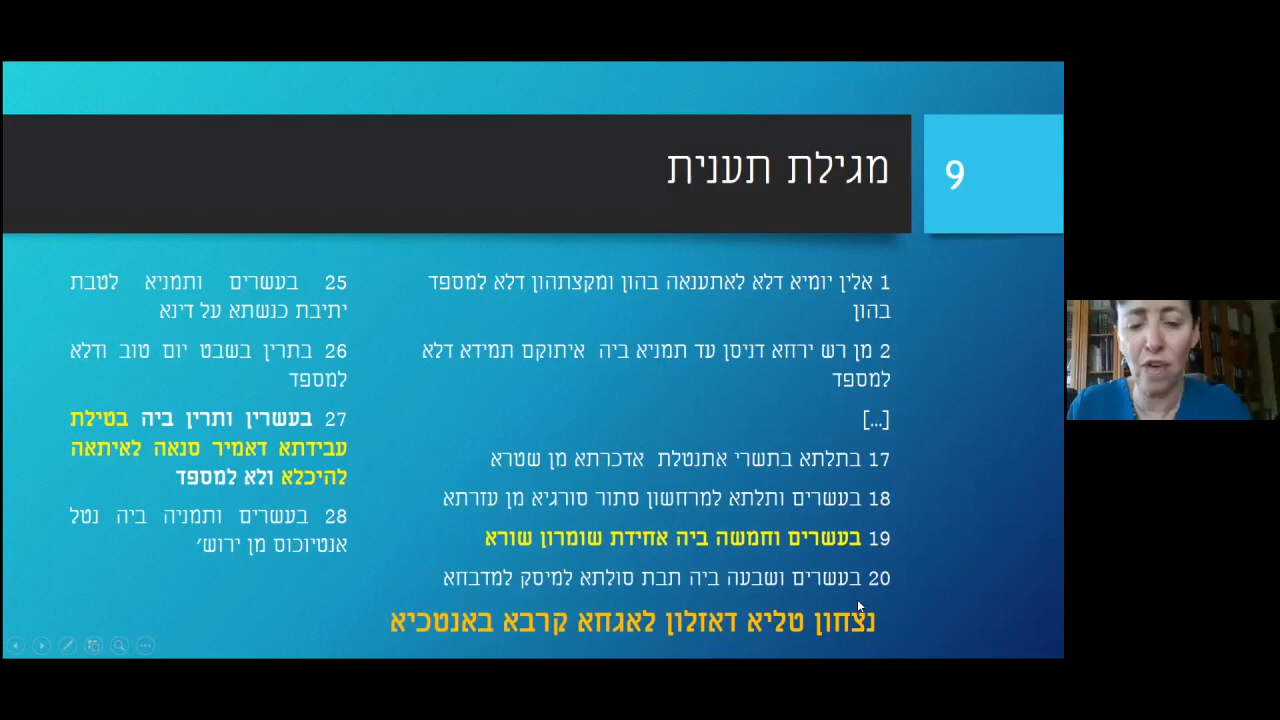 מגילת תענית
9
1 אלין יומיא דלא לאתענאה בהון ומקצתהון דלא למספד
בהון
2 מן רש ירחא דניסן עד תמניא ביה איתוקם תמידא דלא
למספד
[...]
17 בתלתא בתשרי אתנטלת אדכרתא מן שטרא
18 בעשרים ותלתא למרחשון סתור סורגיא מן עזרתא
19 בעשרים וחמשה ביה אחידת שומרון שורא
20 בעשרים ושבעה ביה תבת סולתא למיסק למדבחא
נצחון טליא דאזלון לאגחא קרבא באנטכיא
25 בעשרים ותמניא לטבת
יתיבת כנשתא על דינא
26 בתרין בשבט יום טוב ודלא
למספד
27 בעשרין ותרין ביה בטילת
עבידתא דאמיר סנאה לאיתאה
להיכלא ולא למספד
28 בעשרים ותמניה ביה נטל
אנטיוכוס מן ירוש׳